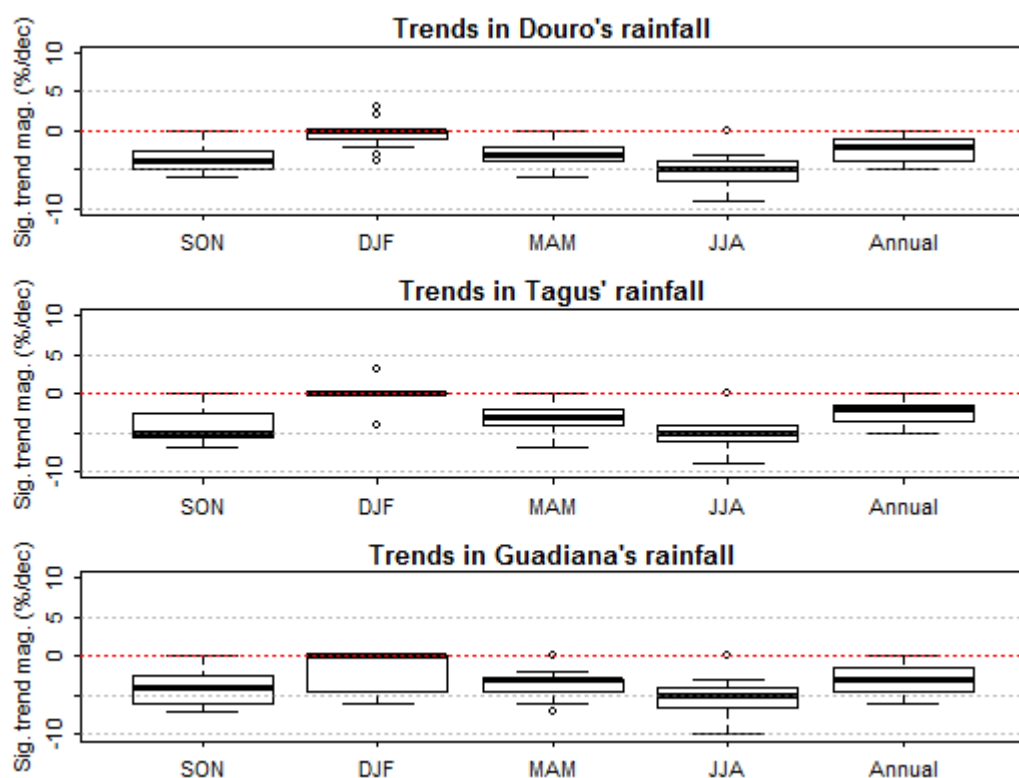 Trends in Douro's rainfall
Sig. trend mag. (%/dec)
10
5
0
-10
SON DJF MAM JJA Annual
Trends in Tagus' rainfall
Sig. trend mag. (%/dec)
10
5
0
-10
SON DJF MAM JJA Annual
Trends in Guadiana's rainfall
Sig. trend mag. (%/dec)
10
5
0
-10
SON DJF MAM JJA Annual